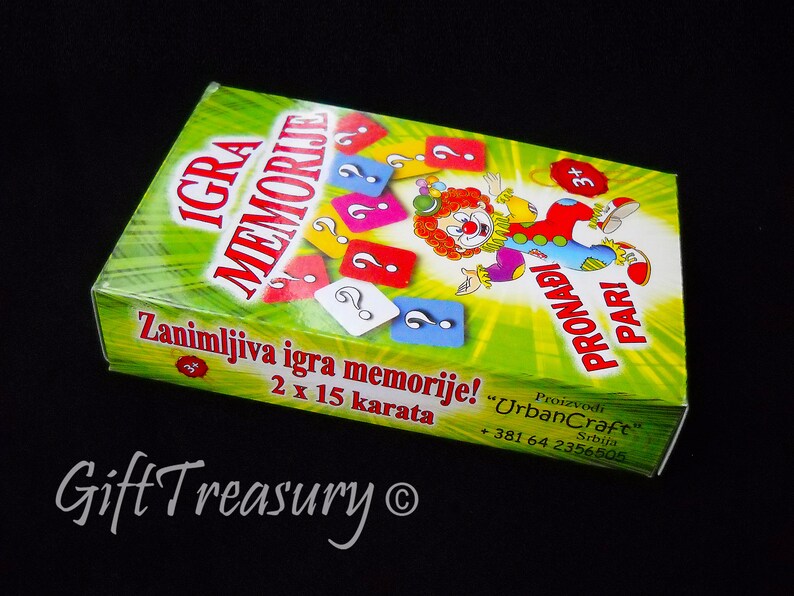 IGRA
MEMORIJE
?
?
?
?
?
?
?
?
?
3+
PRONAĐI
PAR!
Zanimljiva igra memorije!
2 x 15 karata
3+
Proizvodi
"UrbanCraft"
Srbija
+ 381 64 2356505
GiftTreasury ©